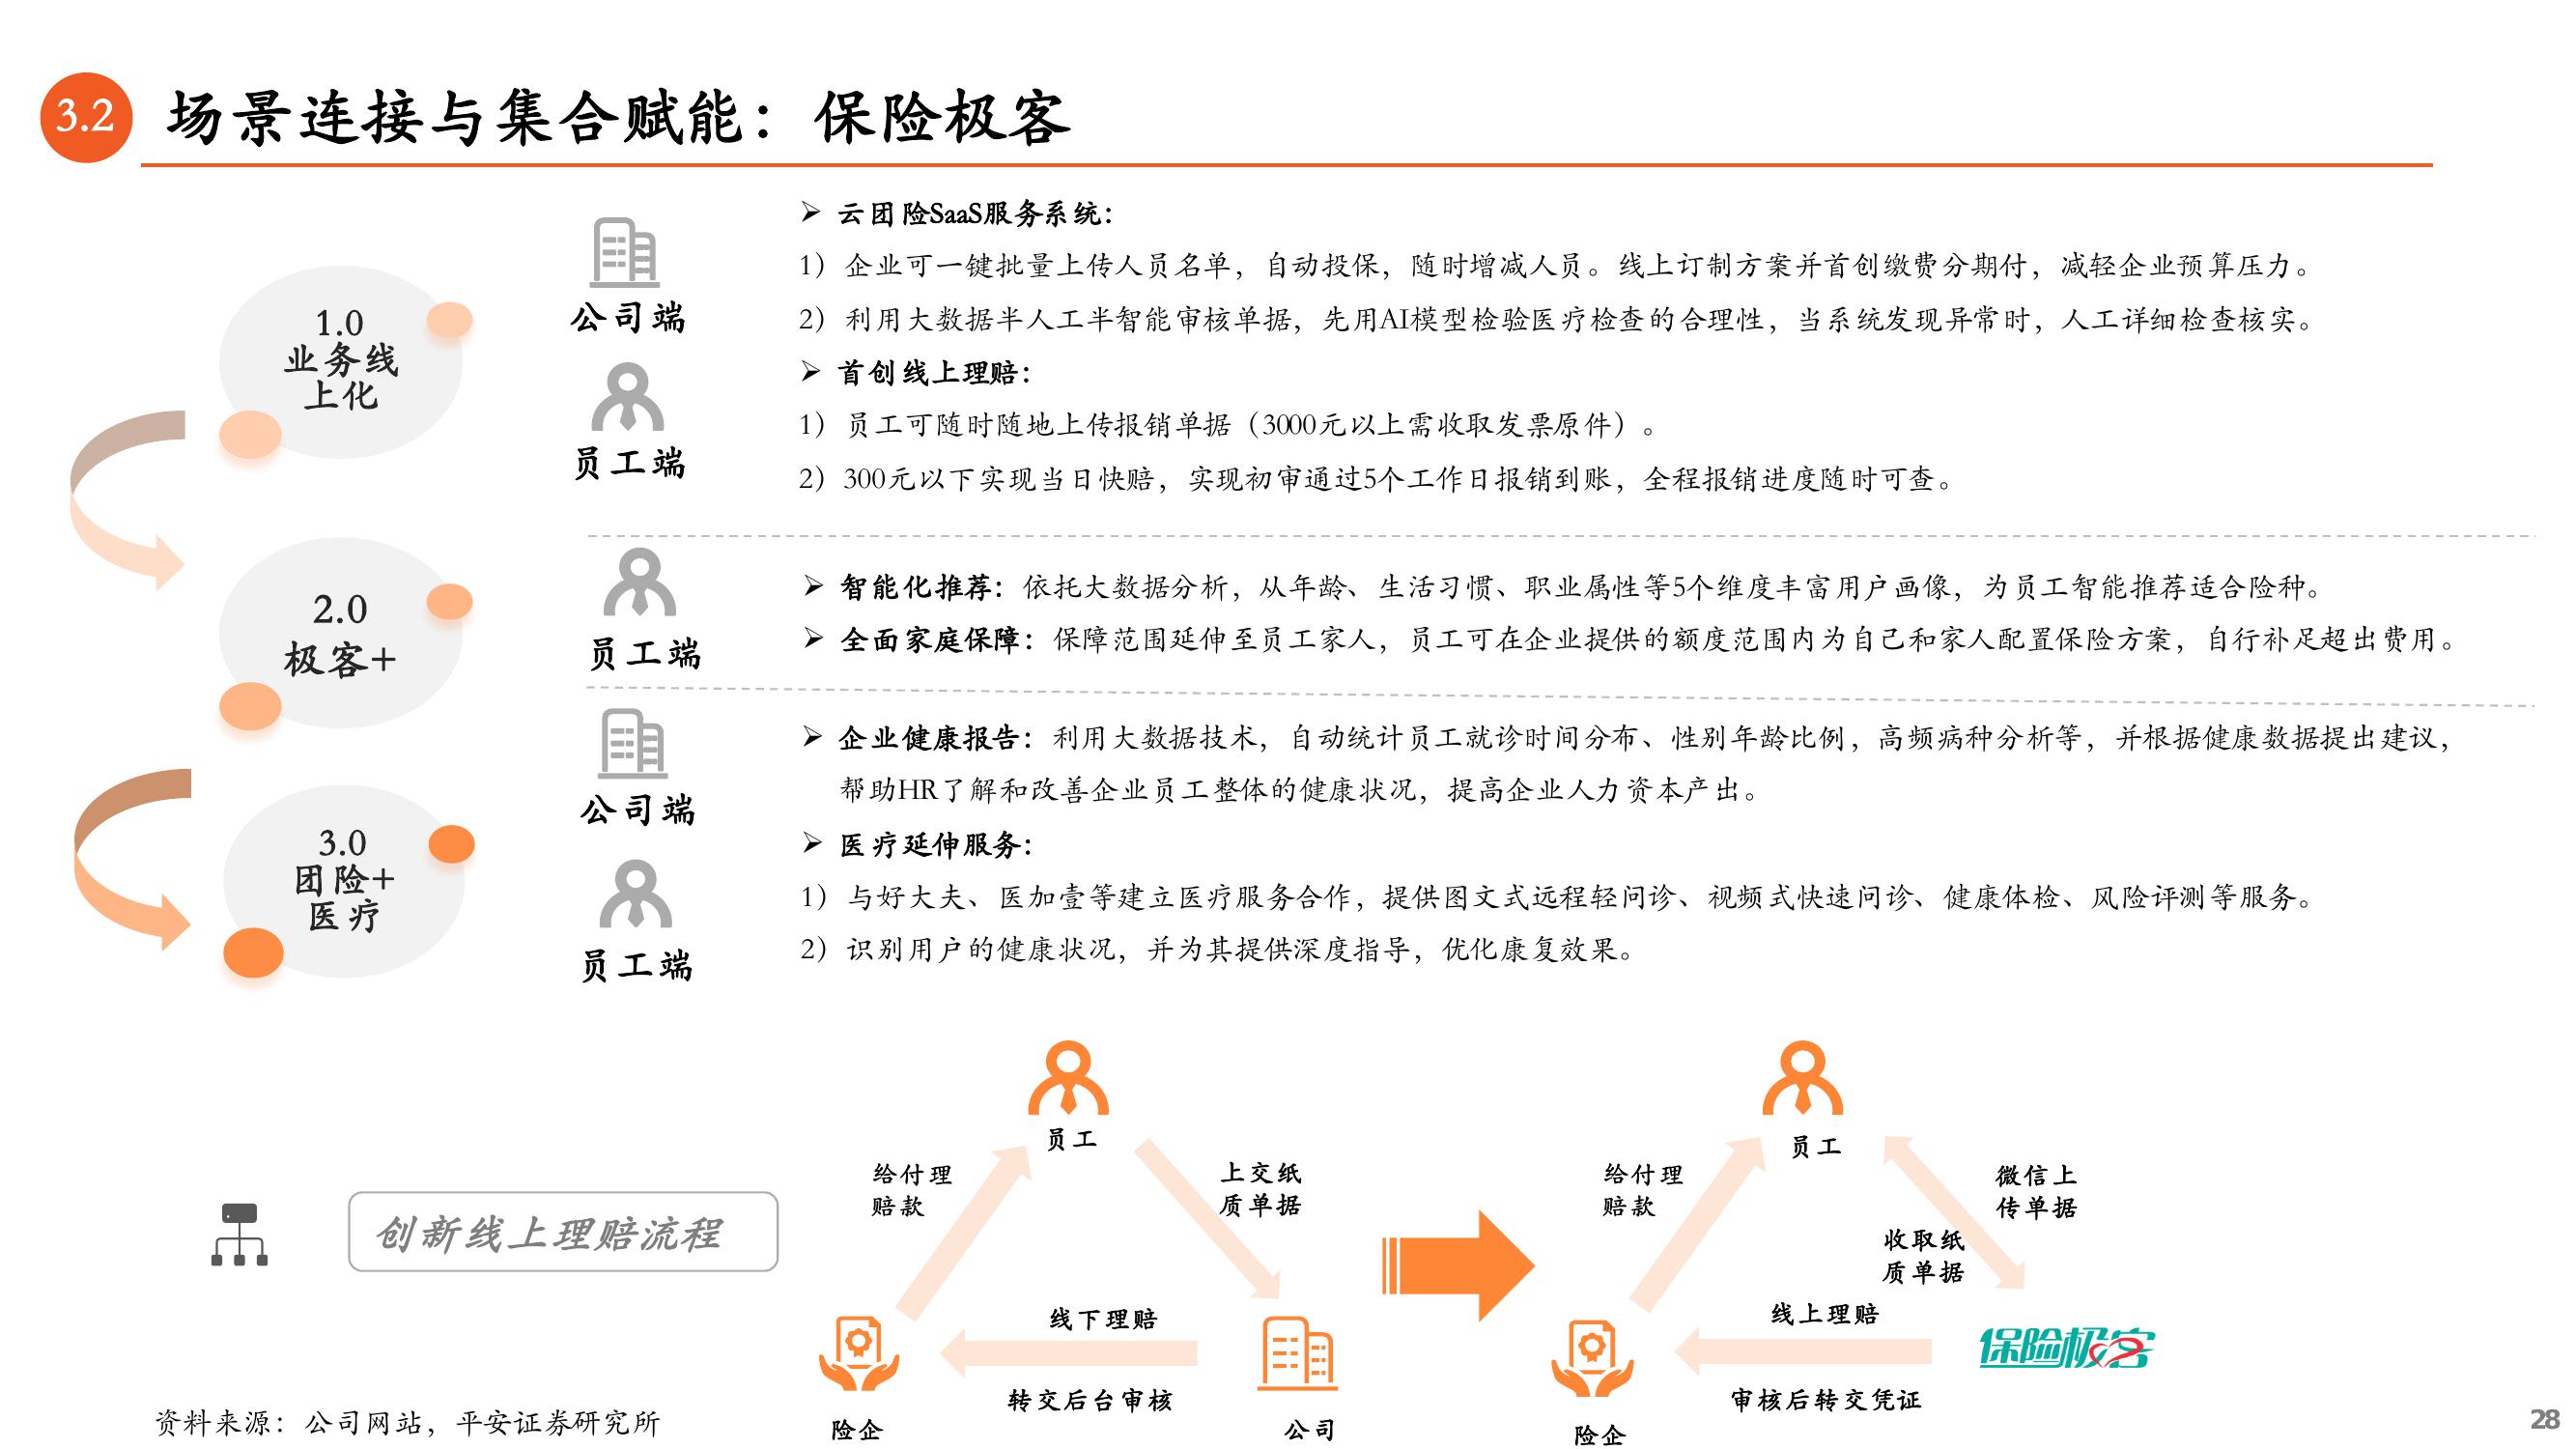 3.2 场景连接与集合赋能：保险极客
1.0
业务线
上化
公司端
员工端
➢ 云团险SaaS服务系统：
1）企业可一键批量上传人员名单，自动投保，随时增减人员。线上订制方案并首创缴费分期付，减轻企业预算压力。
2）利用大数据半人工半智能审核单据，先用AI模型检验医疗检查的合理性，当系统发现异常时，人工详细检查核实。
➢ 首创线上理赔：
1）员工可随时随地上传报销单据（3000元以上需收取发票原件）。
2）300元以下实现当日快赔，实现初审通过5个工作日报销到账，全程报销进度随时可查。
2.0
极客+
员工端
➢ 智能化推荐：依托大数据分析，从年龄、生活习惯、职业属性等5个维度丰富用户画像，为员工智能推荐适合险种。
➢ 全面家庭保障：保障范围延伸至员工家人，员工可在企业提供的额度范围内为自己和家人配置保险方案，自行补足超出费用。
3.0
团险+
医疗
公司端
员工端
➢ 企业健康报告：利用大数据技术，自动统计员工就诊时间分布、性别年龄比例，高频病种分析等，并根据健康数据提出建议，
帮助HR了解和改善企业员工整体的健康状况，提高企业人力资本产出。
➢ 医疗延伸服务：
1）与好大夫、医加壹等建立医疗服务合作，提供图文式远程轻问诊、视频式快速问诊、健康体检、风险评测等服务。
2）识别用户的健康状况，并为其提供深度指导，优化康复效果。
创新线上理赔流程
员工
给付理
赔款
上交纸
质单据
线下理赔
转交后台审核
险企
公司
员工
给付理
赔款
微信上
传单据
收取纸
质单据
线上理赔
审核后转交凭证
险企
保险极客
资料来源：公司网站，平安证券研究所
28